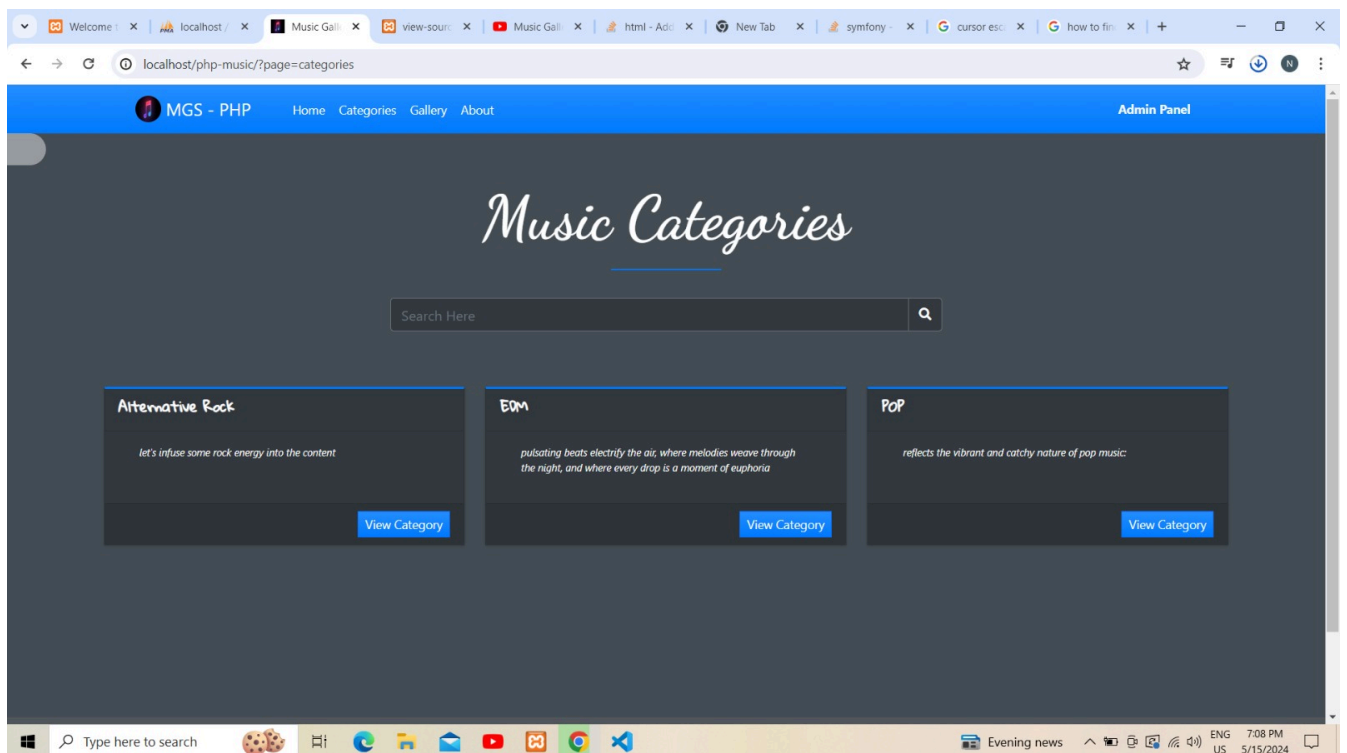 Welcome t
localhost /
Music Gall
view-sourc
Music Gall
html - Add
New Tab
symfony -
cursor esc
how to fin
localhost/php-music/?page=categories
N
MGS - PHP Home Categories Gallery About Admin Panel
Music Categories
Search Here
Alternative Rock
let's infuse some rock energy into the content
View Category
EDM
pulsating beats electrify the air, where melodies weave through
the night, and where every drop is a moment of euphoria
View Category
POP
reflects the vibrant and catchy nature of pop music:
View Category
Type here to search
Evening news
ENG
US
7:08 PM
5/15/2024